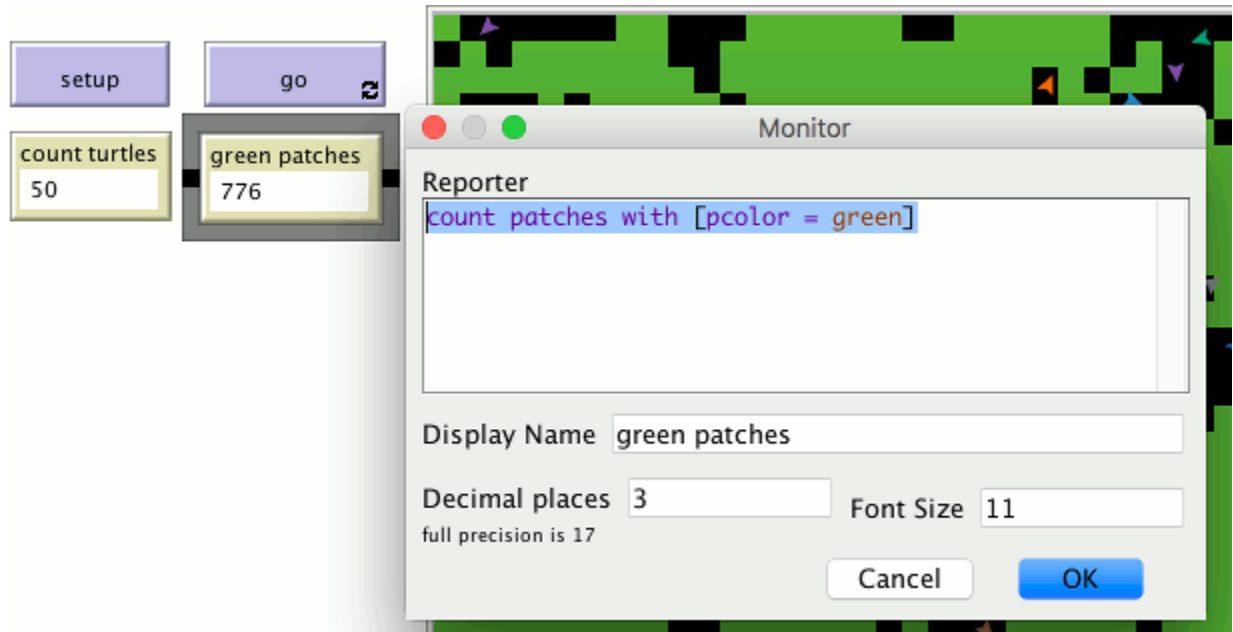 setup
go
count turtles
50
green patches
776
Monitor
Reporter
count patches with [pcolor = green]
Display Name green patches
Decimal places 3
full precision is 17
Font Size 11
Cancel
OK